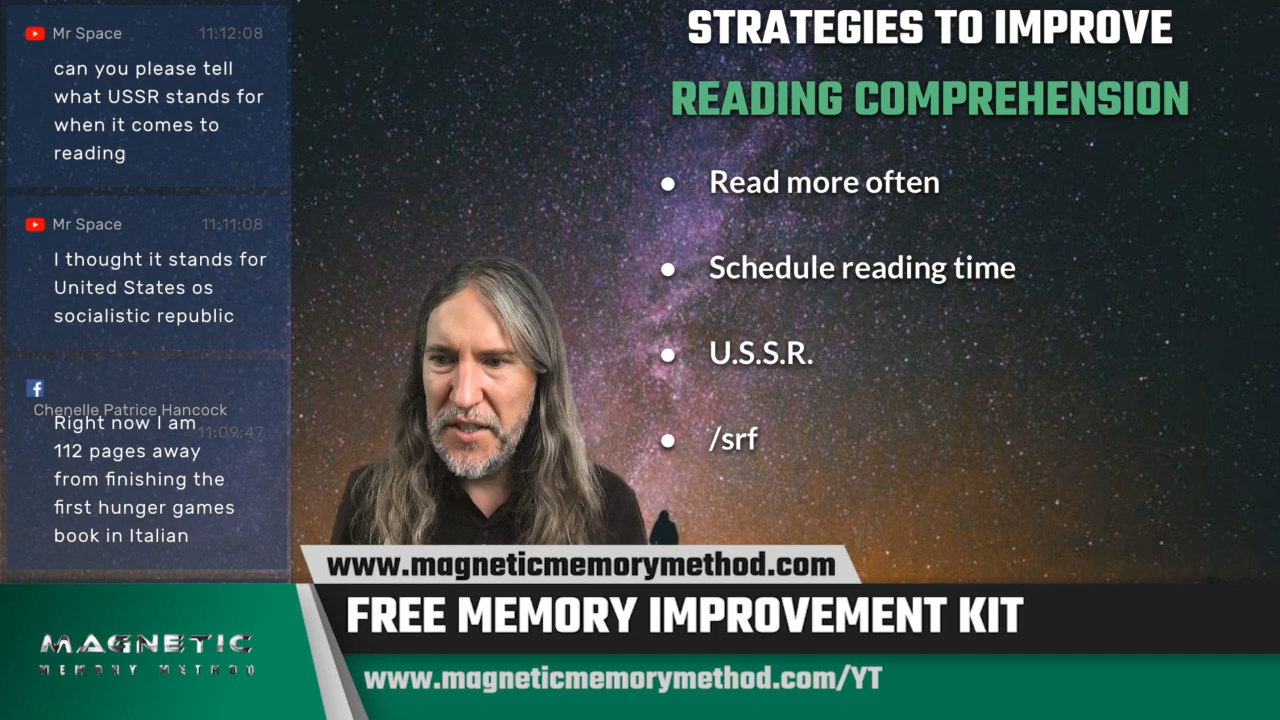 Mr Space 11:12:08
can you please tell
what USSR stands for
when it comes to
reading
Mr Space 11:11:08
I thought it stands for
United States os
socialistic republic
Chenelle Patrice Hancock
11:09:47
Right now I am
112 pages away
from finishing the
first hunger games
book in Italian
STRATEGIES TO IMPROVE
READING COMPREHENSION
● Read more often
● Schedule reading time
● U.S.S.R.
● /srf
www.magneticmemorymethod.com
FREE MEMORY IMPROVEMENT KIT
www.magneticmemorymethod.com/YT
MAGNETIC
MEMORY METHOD